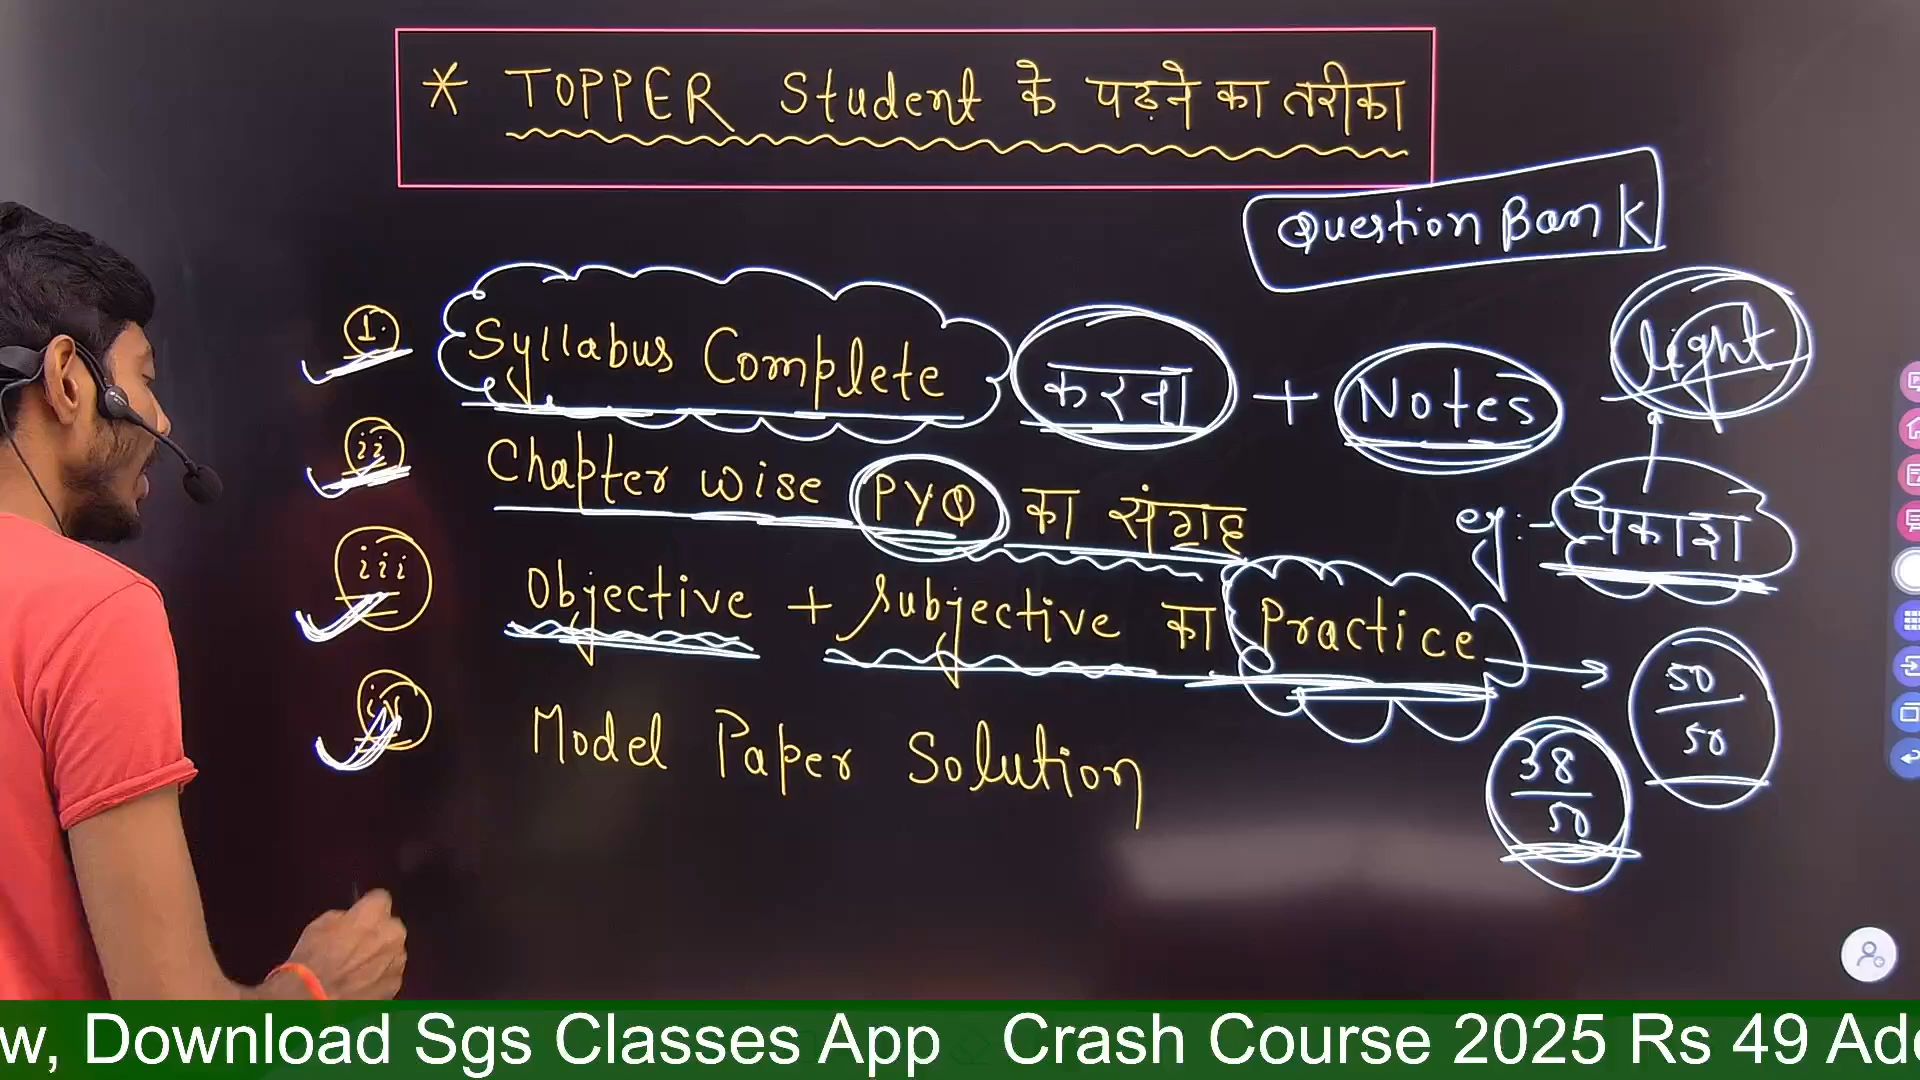 * TOPPER Student के पढ़ने का तरीका
Question Bank
① Syllabus Complete करना + Notes
light
ii Chapter wise PYQ का संग्रह
eg:- प्रकाश
iii Objective + Subjective का Practice → 50/50
38/50
iv Model Paper Solution
w, Download Sgs Classes App Crash Course 2025 Rs 49 Ad